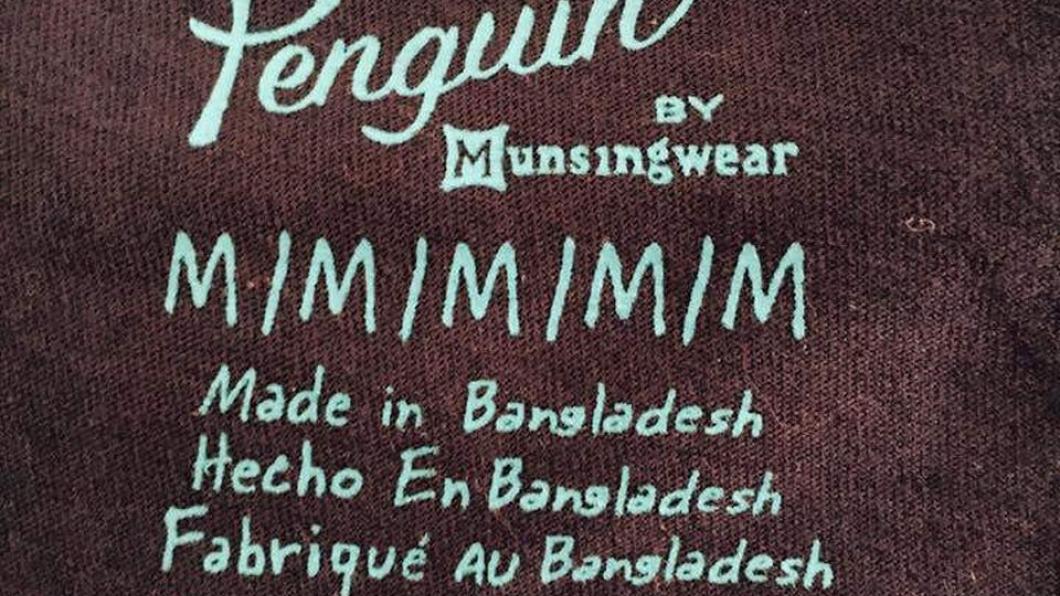 Penguin
BY
Munsingwear
M/M/M/M/M
Made in Bangladesh
Hecho En Bangladesh
Fabriqué AU Bangladesh